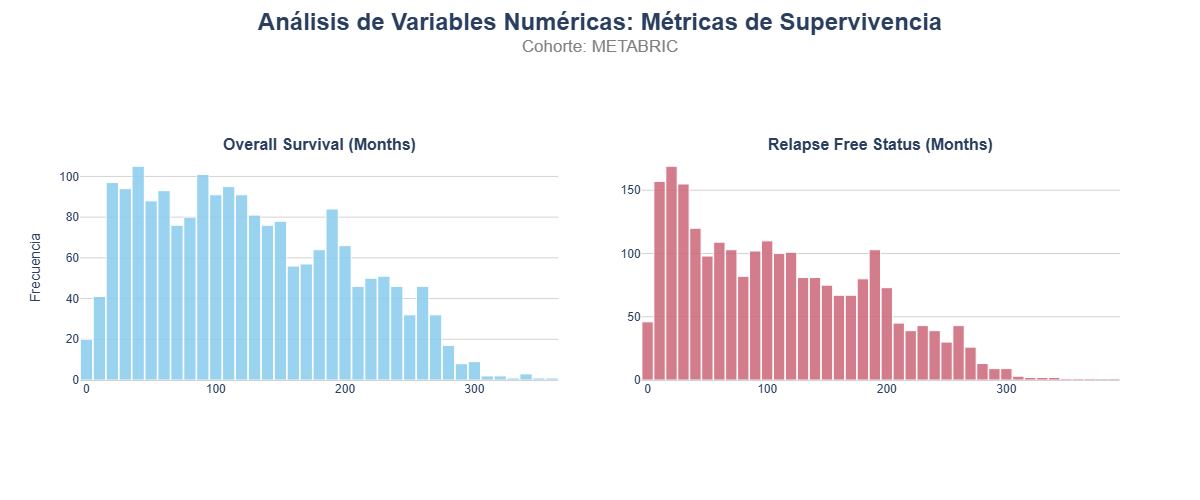 Análisis de Variables Numéricas: Métricas de Supervivencia
Cohorte: METABRIC
Overall Survival (Months)
Relapse Free Status (Months)
Frecuencia
100
80
60
40
20
0
0 100 200 300
150
100
50
0
0 100 200 300